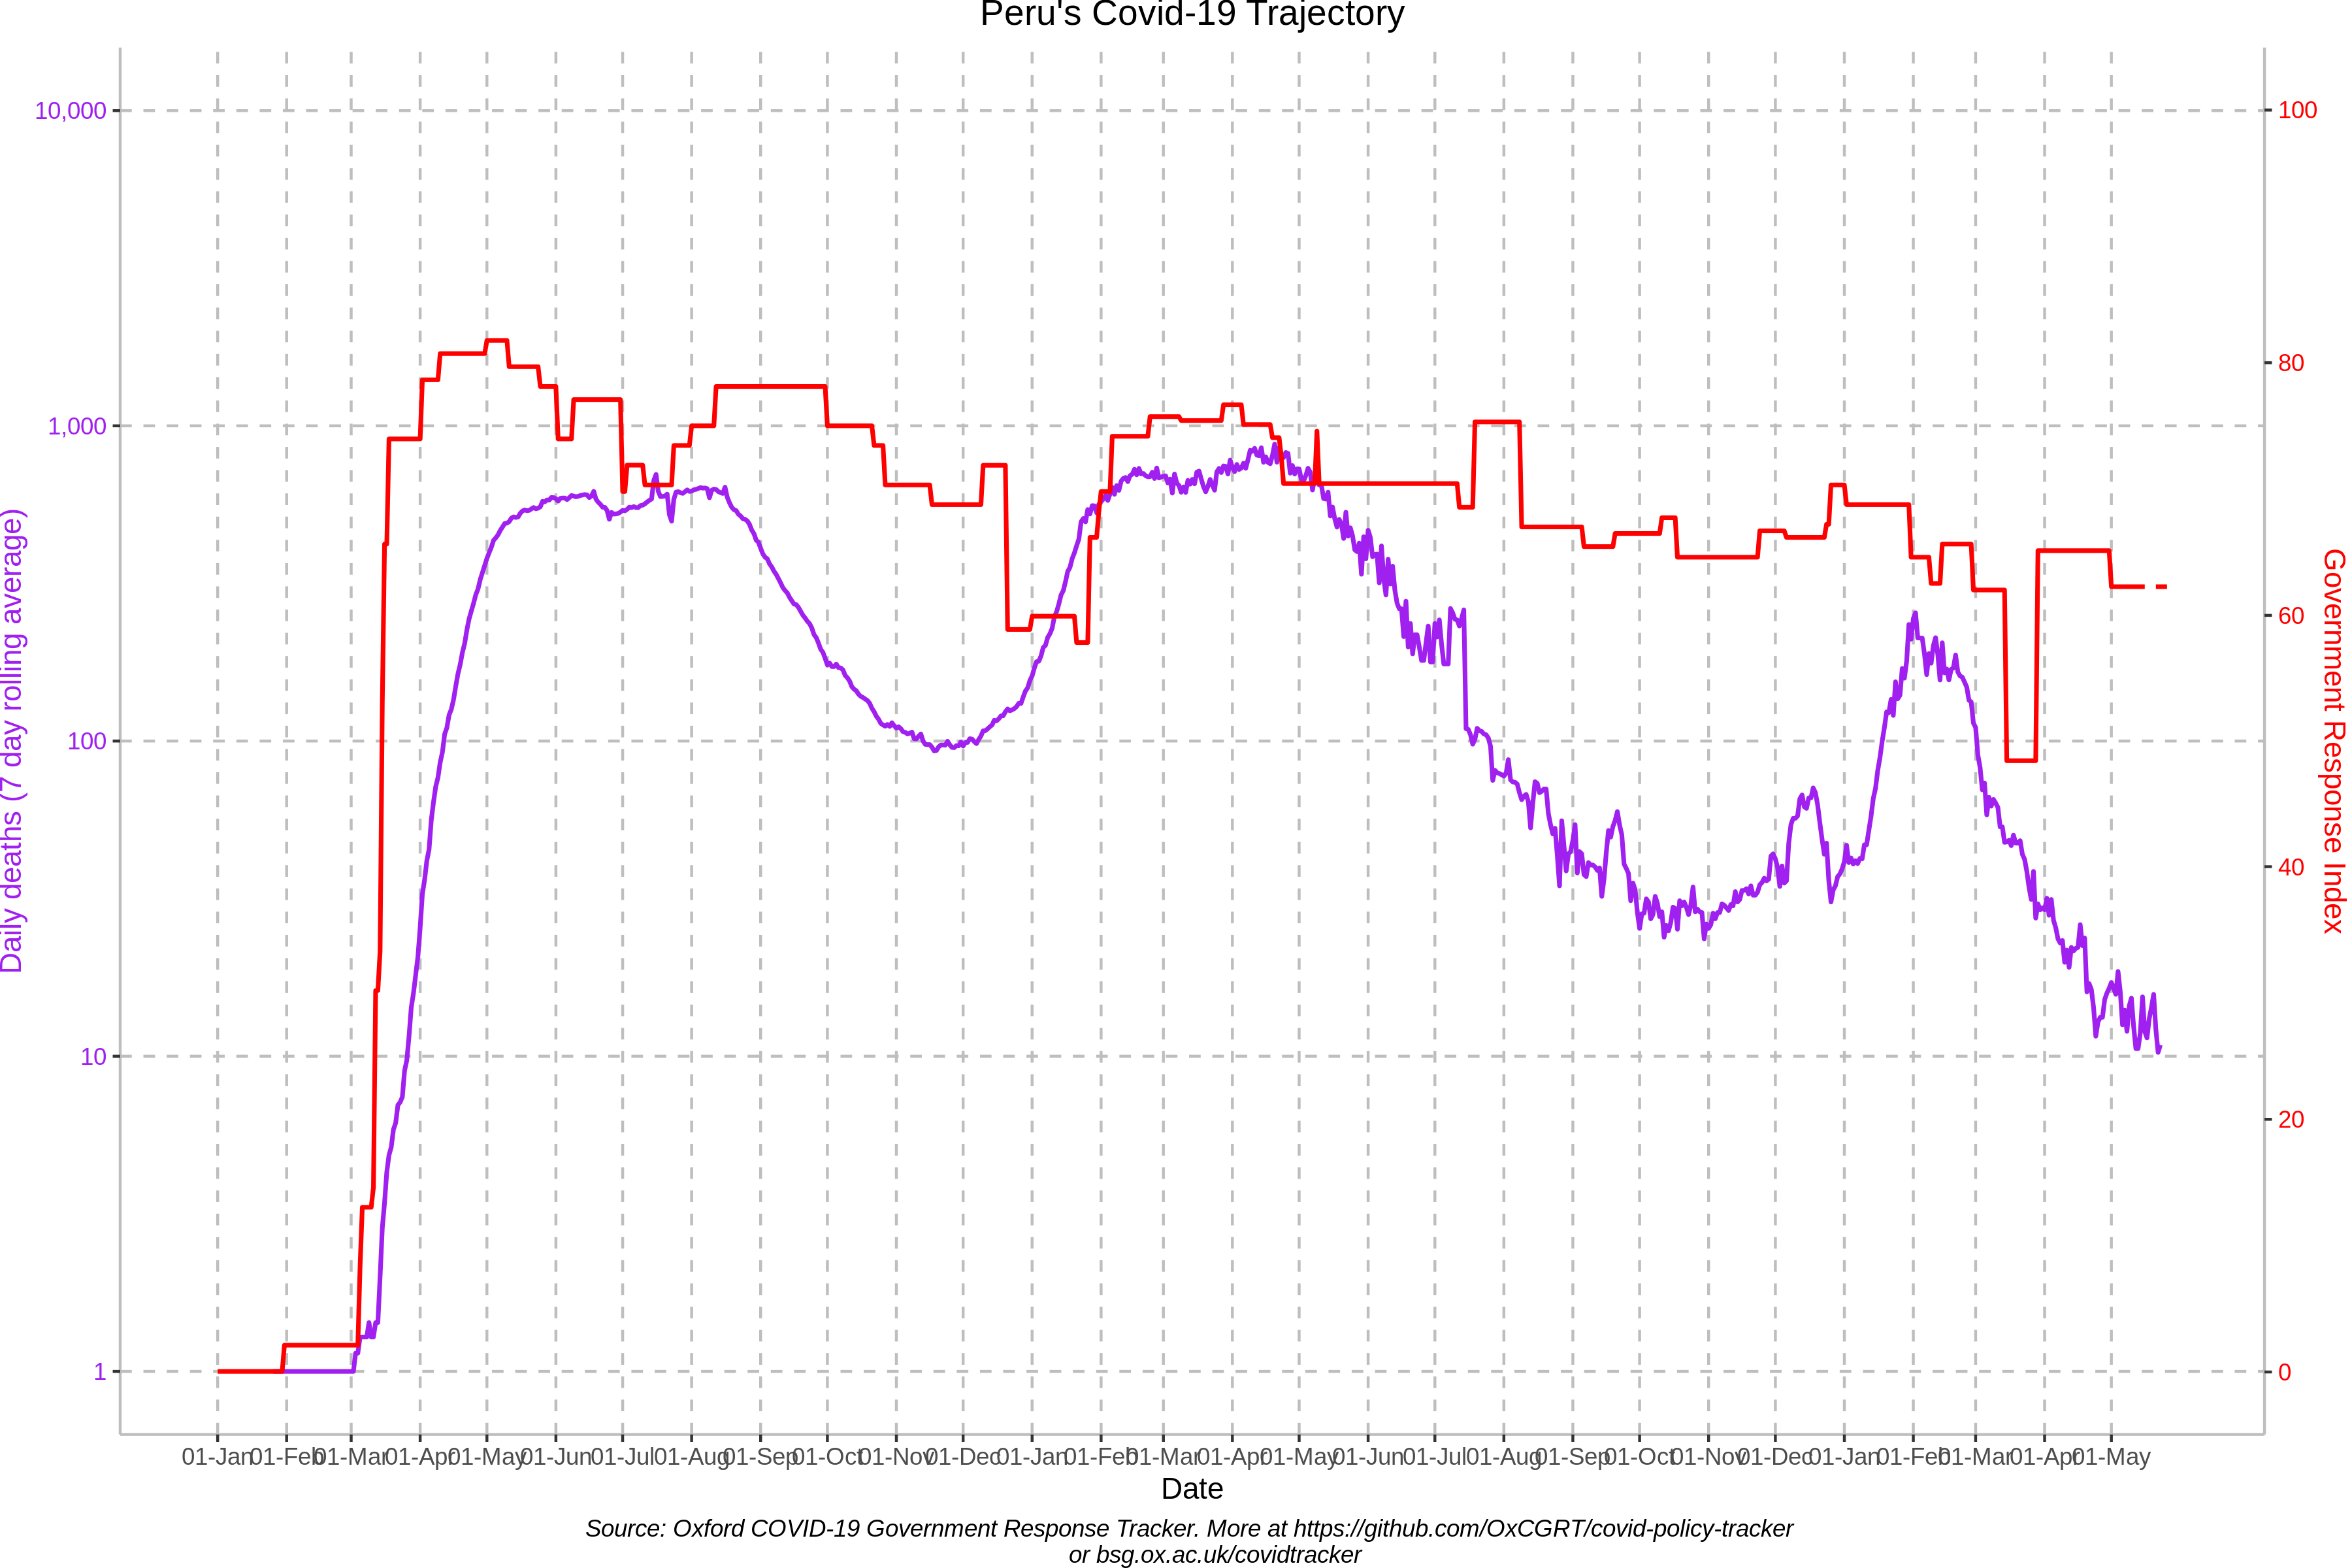 Peru's Covid-19 Trajectory
10,000
1,000
100
10
1
Daily deaths (7 day rolling average)
100
80
60
40
20
0
Government Response Index
01-Jan 01-Feb 01-Mar 01-Apr 01-May 01-Jun 01-Jul 01-Aug 01-Sep 01-Oct 01-Nov 01-Dec 01-Jan 01-Feb 01-Mar 01-Apr 01-May 01-Jun 01-Jul 01-Aug 01-Sep 01-Oct 01-Nov 01-Dec 01-Jan 01-Feb 01-Mar 01-Apr 01-May
Date
Source: Oxford COVID-19 Government Response Tracker. More at https://github.com/OxCGRT/covid-policy-tracker
or bsg.ox.ac.uk/covidtracker